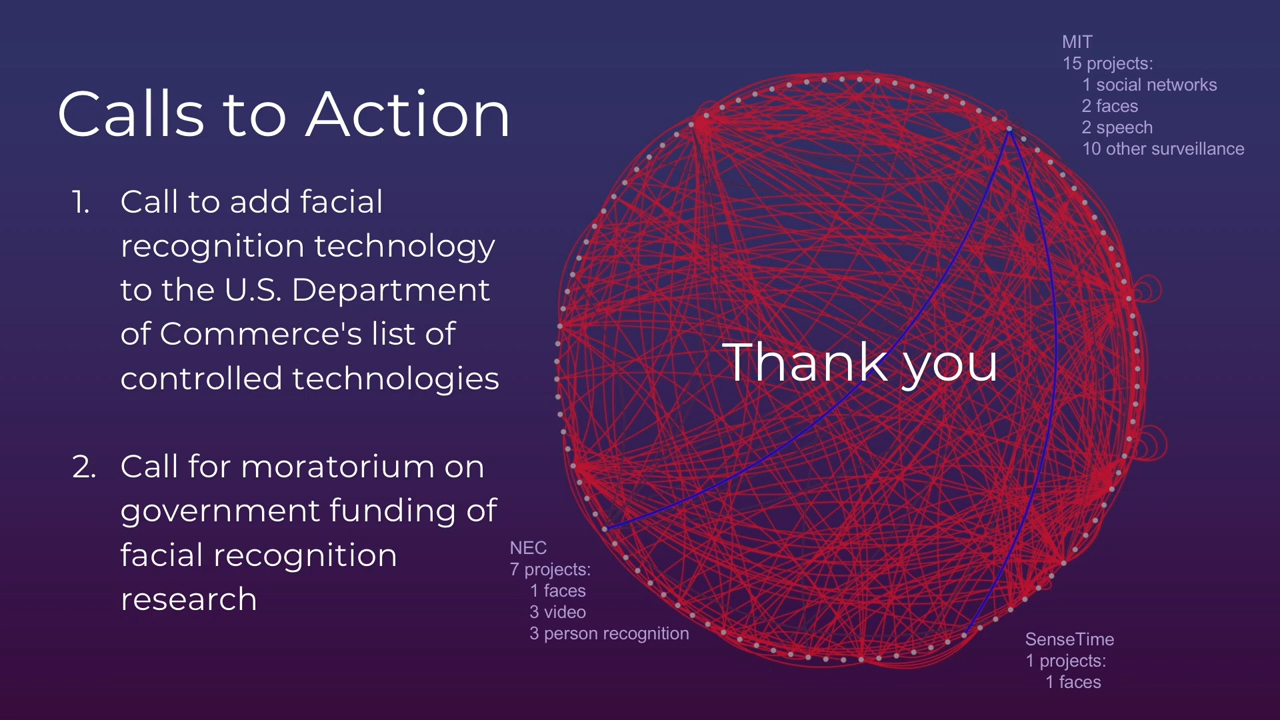 Calls to Action
1. Call to add facial
recognition technology
to the U.S. Department
of Commerce's list of
controlled technologies
2. Call for moratorium on
government funding of
facial recognition
research
MIT
15 projects:
1 social networks
2 faces
2 speech
10 other surveillance
Thank you
NEC
7 projects:
1 faces
3 video
3 person recognition
SenseTime
1 projects:
1 faces